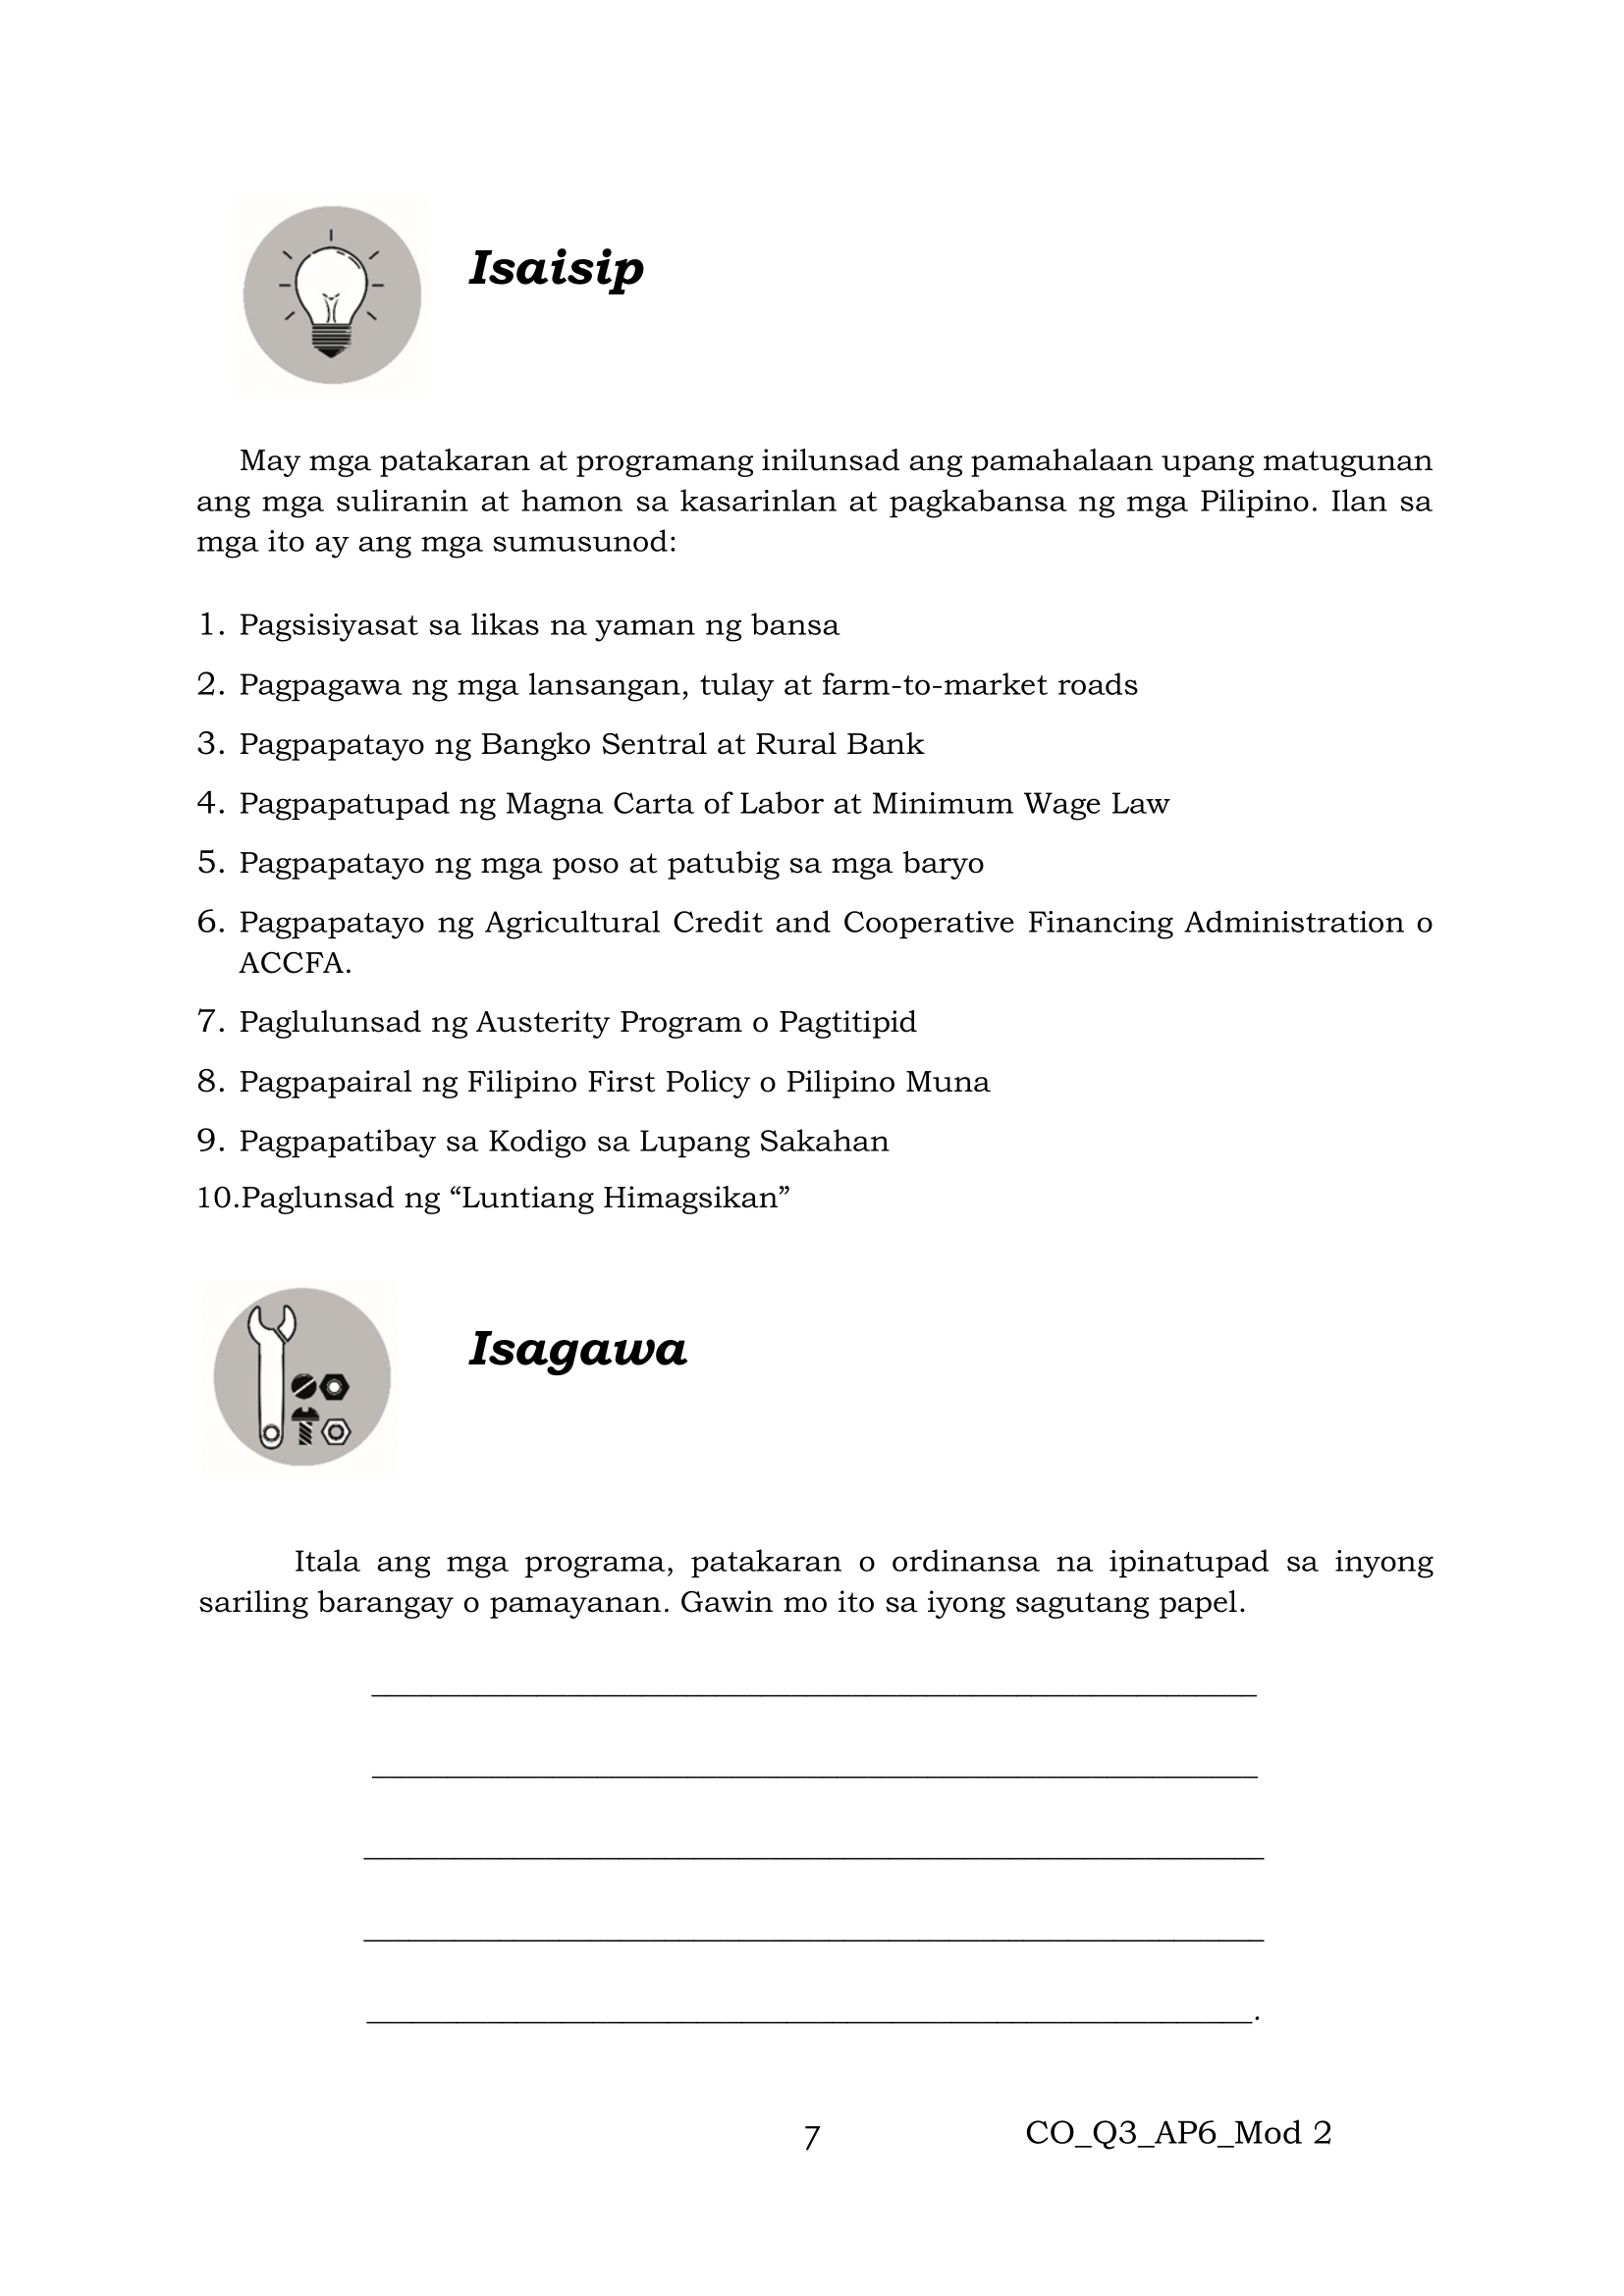 Isaisip
May mga patakaran at programang inilunsad ang pamahalaan upang matugunan
ang mga suliranin at hamon sa kasarinlan at pagkabansa ng mga Pilipino. Ilan sa
mga ito ay ang mga sumusunod:
1. Pagsisiyasat sa likas na yaman ng bansa
2. Pagpagawa ng mga lansangan, tulay at farm-to-market roads
3. Pagpapatayo ng Bangko Sentral at Rural Bank
4. Pagpapatupad ng Magna Carta of Labor at Minimum Wage Law
5. Pagpapatayo ng mga poso at patubig sa mga baryo
6. Pagpapatayo ng Agricultural Credit and Cooperative Financing Administration o
ACCFA.
7. Paglulunsad ng Austerity Program o Pagtitipid
8. Pagpapairal ng Filipino First Policy o Pilipino Muna
9. Pagpapatibay sa Kodigo sa Lupang Sakahan
10.Paglunsad ng “Luntiang Himagsikan”
Isagawa
Itala ang mga programa, patakaran o ordinansa na ipinatupad sa inyong
sariling barangay o pamayanan. Gawin mo ito sa iyong sagutang papel.
___________________________________________________________
___________________________________________________________
____________________________________________________________
____________________________________________________________
___________________________________________________________.
7 CO_Q3_AP6_Mod 2